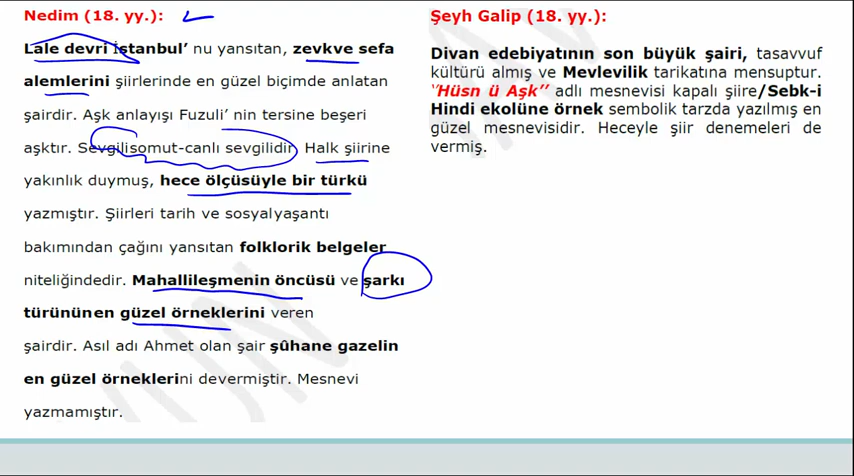 Nedim (18. yy.):
Lale devri İstanbul’ nu yansıtan, zevkve sefa
alemlerini şiirlerinde en güzel biçimde anlatan
şairdir. Aşk anlayışı Fuzuli’ nin tersine beşeri
aşktır. Sevgilisomut-canlı sevgilidir. Halk şiirine
yakınlık duymuş, hece ölçüsüyle bir türkü
yazmıştır. Şiirleri tarih ve sosyalyaşantı
bakımından çağını yansıtan folklorik belgeler
niteliğindedir. Mahallileşmenin öncüsü ve şarkı
türününen güzel örneklerini veren
şairdir. Asıl adı Ahmet olan şair şûhane gazelin
en güzel örneklerini devermiştir. Mesnevi
yazmamıştır.
Şeyh Galip (18. yy.):
Divan edebiyatının son büyük şairi, tasavvuf
kültürü almış ve Mevlevilik tarikatına mensuptur.
‘‘Hüsn ü Aşk’’ adlı mesnevisi kapalı şiire/Sebk-i
Hindi ekolüne örnek sembolik tarzda yazılmış en
güzel mesnevisidir. Heceyle şiir denemeleri de
vermiş.